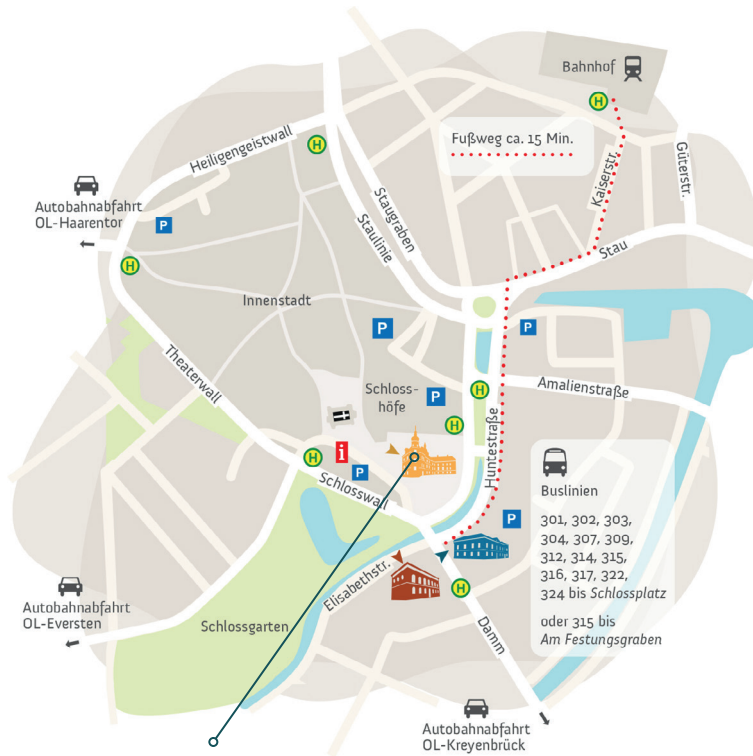 Bahnhof
H
Fußweg ca. 15 Min.
Kaiserstr.
Güterstr.
Heiligengeistwall
H
Autobahnabfahrt
OL-Haarentor
P
Staugraben
Staulinie
Stau
H
Innenstadt
P
P
Theaterwall
Schloss-
höfe
P
H
Amalienstraße
Huntestraße
H
H
i
P
Schlosswall
P
Buslinien
301, 302, 303,
304, 307, 309,
312, 314, 315,
316, 317, 322,
324 bis Schlossplatz
oder 315 bis
Am Festungsgraben
Elisabethstr.
H
Damm
Autobahnabfahrt
OL-Eversten
Schlossgarten
Autobahnabfahrt
OL-Kreyenbrück